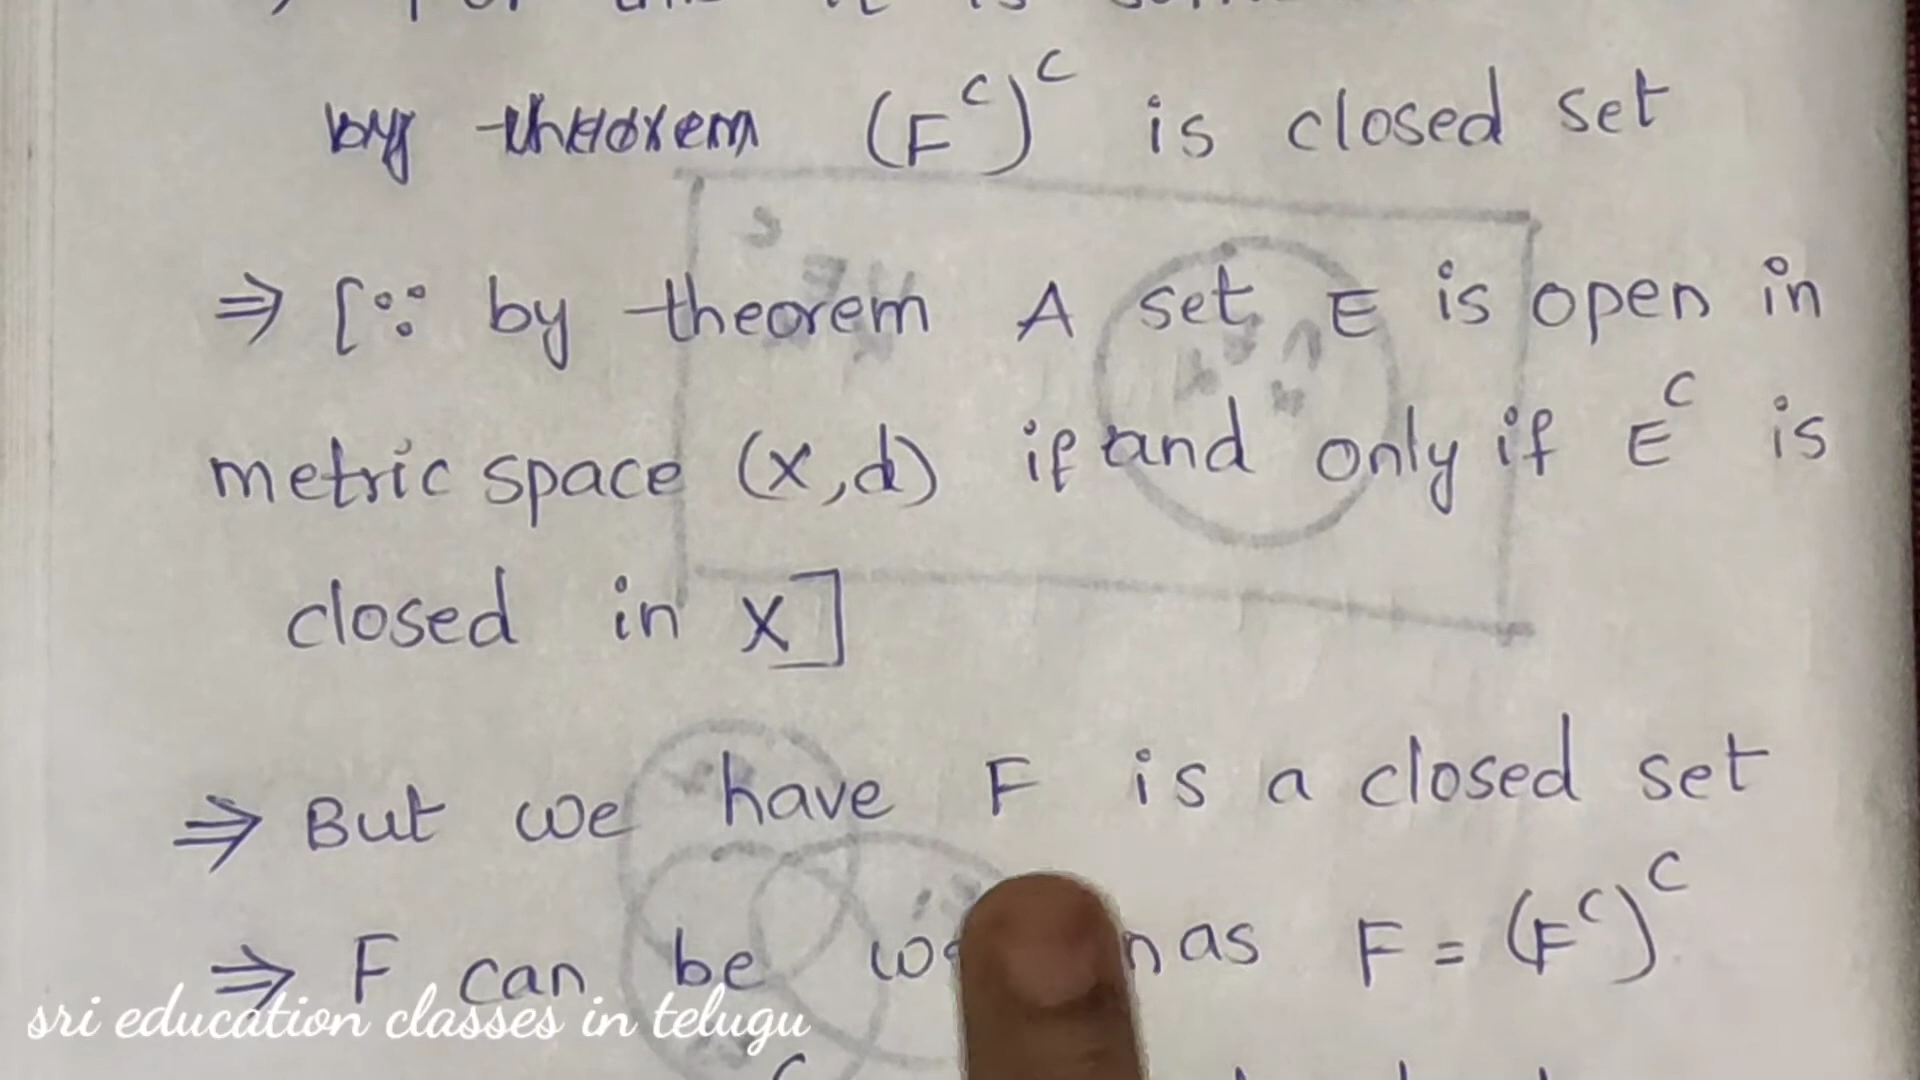 by theorem (F^c)^c is closed set
⇒ [∵ by theorem A set E is open in
metric space (X,d) if and only if E^c is
closed in X]
⇒ But we have F is a closed set
⇒ F can be as F = (F^c)^c
sri education classes in telugu